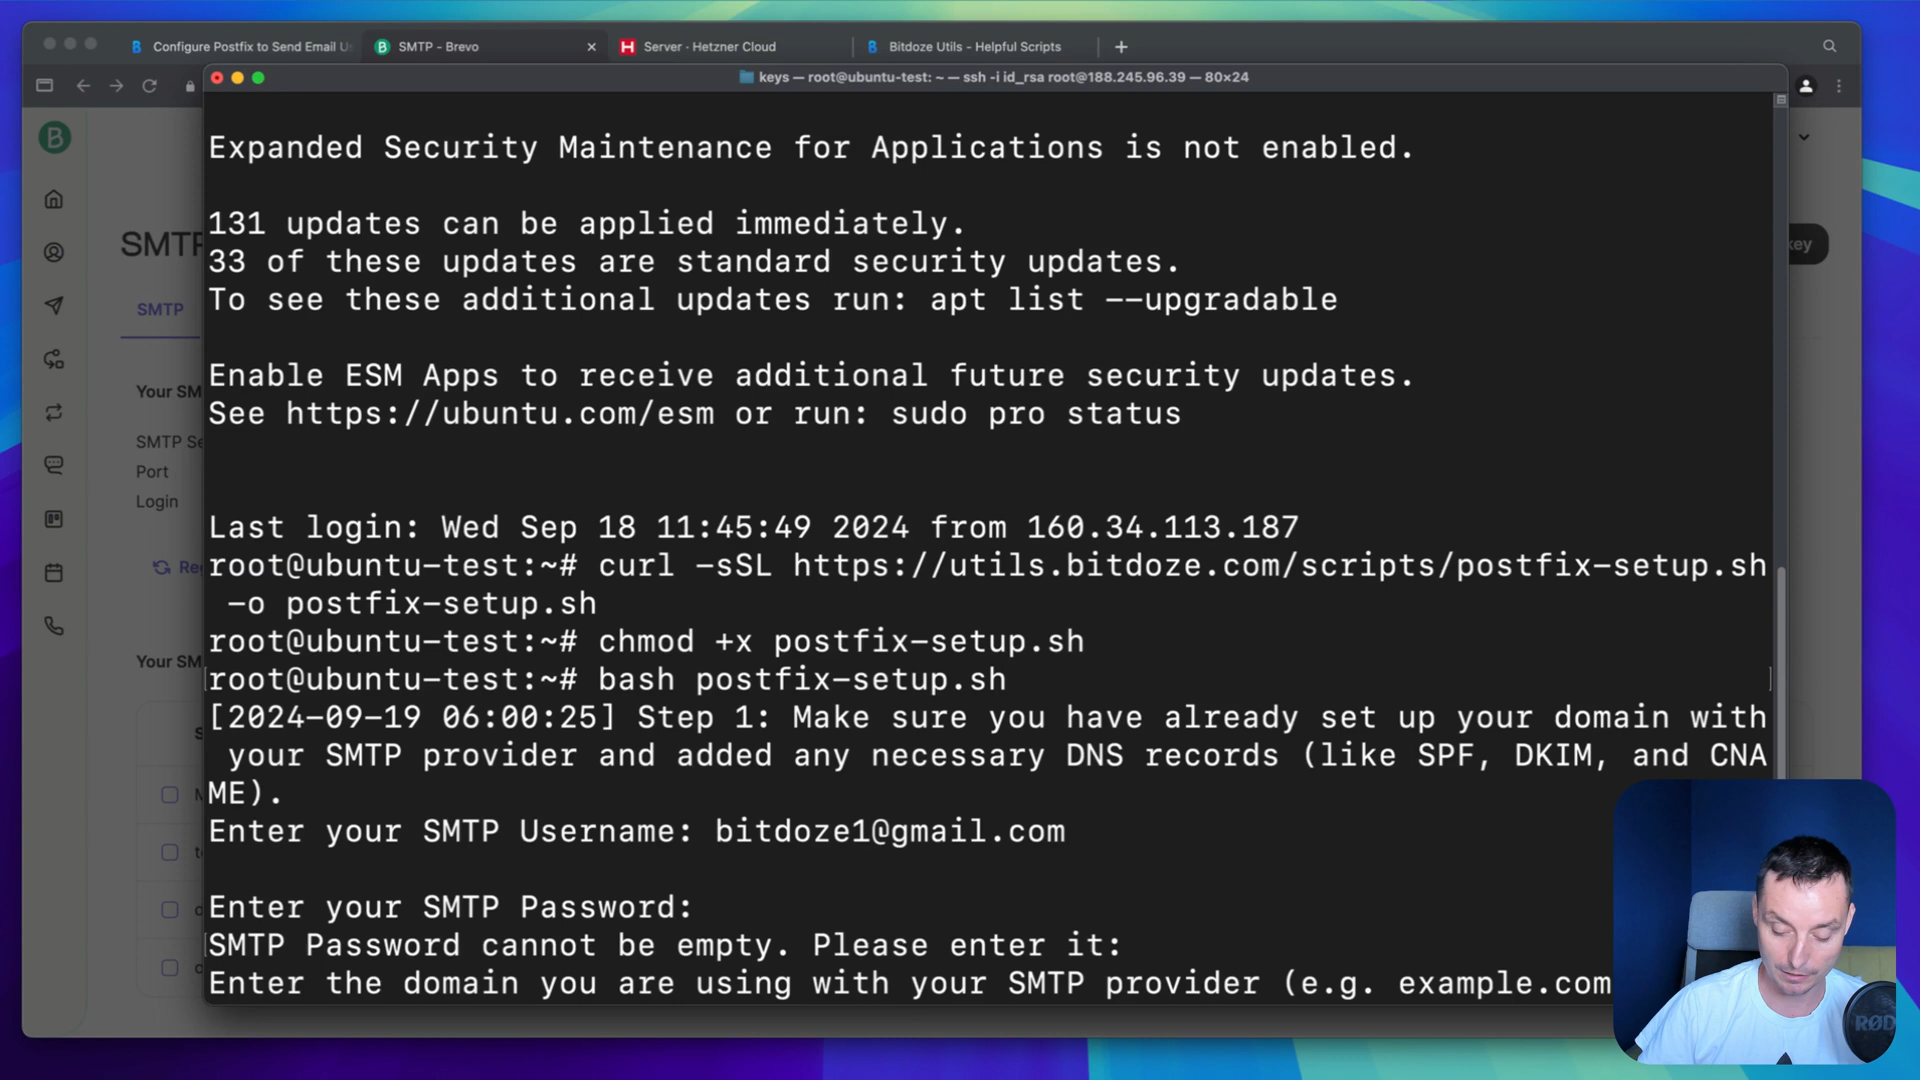 Configure Postfix to Send Email U
SMTP - Brevo
Server · Hetzner Cloud
Bitdoze Utils - Helpful Scripts
keys — root@ubuntu-test: ~ — ssh -i id_rsa root@188.245.96.39 — 80×24
Expanded Security Maintenance for Applications is not enabled.
131 updates can be applied immediately.
33 of these updates are standard security updates.
To see these additional updates run: apt list --upgradable
Enable ESM Apps to receive additional future security updates.
See https://ubuntu.com/esm or run: sudo pro status
Last login: Wed Sep 18 11:45:49 2024 from 160.34.113.187
root@ubuntu-test:~# curl -sSL https://utils.bitdoze.com/scripts/postfix-setup.sh
-o postfix-setup.sh
root@ubuntu-test:~# chmod +x postfix-setup.sh
root@ubuntu-test:~# bash postfix-setup.sh
[2024-09-19 06:00:25] Step 1: Make sure you have already set up your domain with
your SMTP provider and added any necessary DNS records (like SPF, DKIM, and CNA
ME).
Enter your SMTP Username: bitdoze1@gmail.com
Enter your SMTP Password:
SMTP Password cannot be empty. Please enter it:
Enter the domain you are using with your SMTP provider (e.g. example.com
B
SMTP
key
SMTP
Your SM
SMTP Se
Port
Login
Re
Your SM
RØD